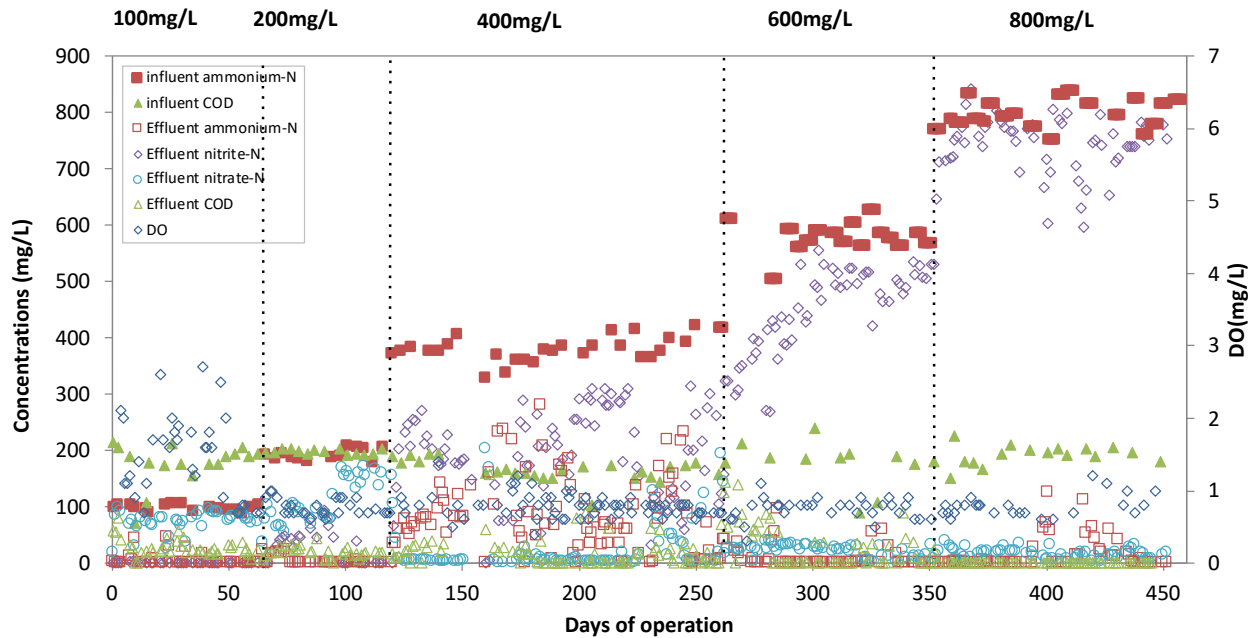 100mg/L 200mg/L 400mg/L 600mg/L 800mg/L
900
800
700
600
500
400
300
200
100
0
Concentrations (mg/L)
influent ammonium-N
influent COD
Effluent ammonium-N
Effluent nitrite-N
Effluent nitrate-N
Effluent COD
DO
7
6
5
4
3
2
1
0
DO(mg/L)
0 50 100 150 200 250 300 350 400 450
Days of operation